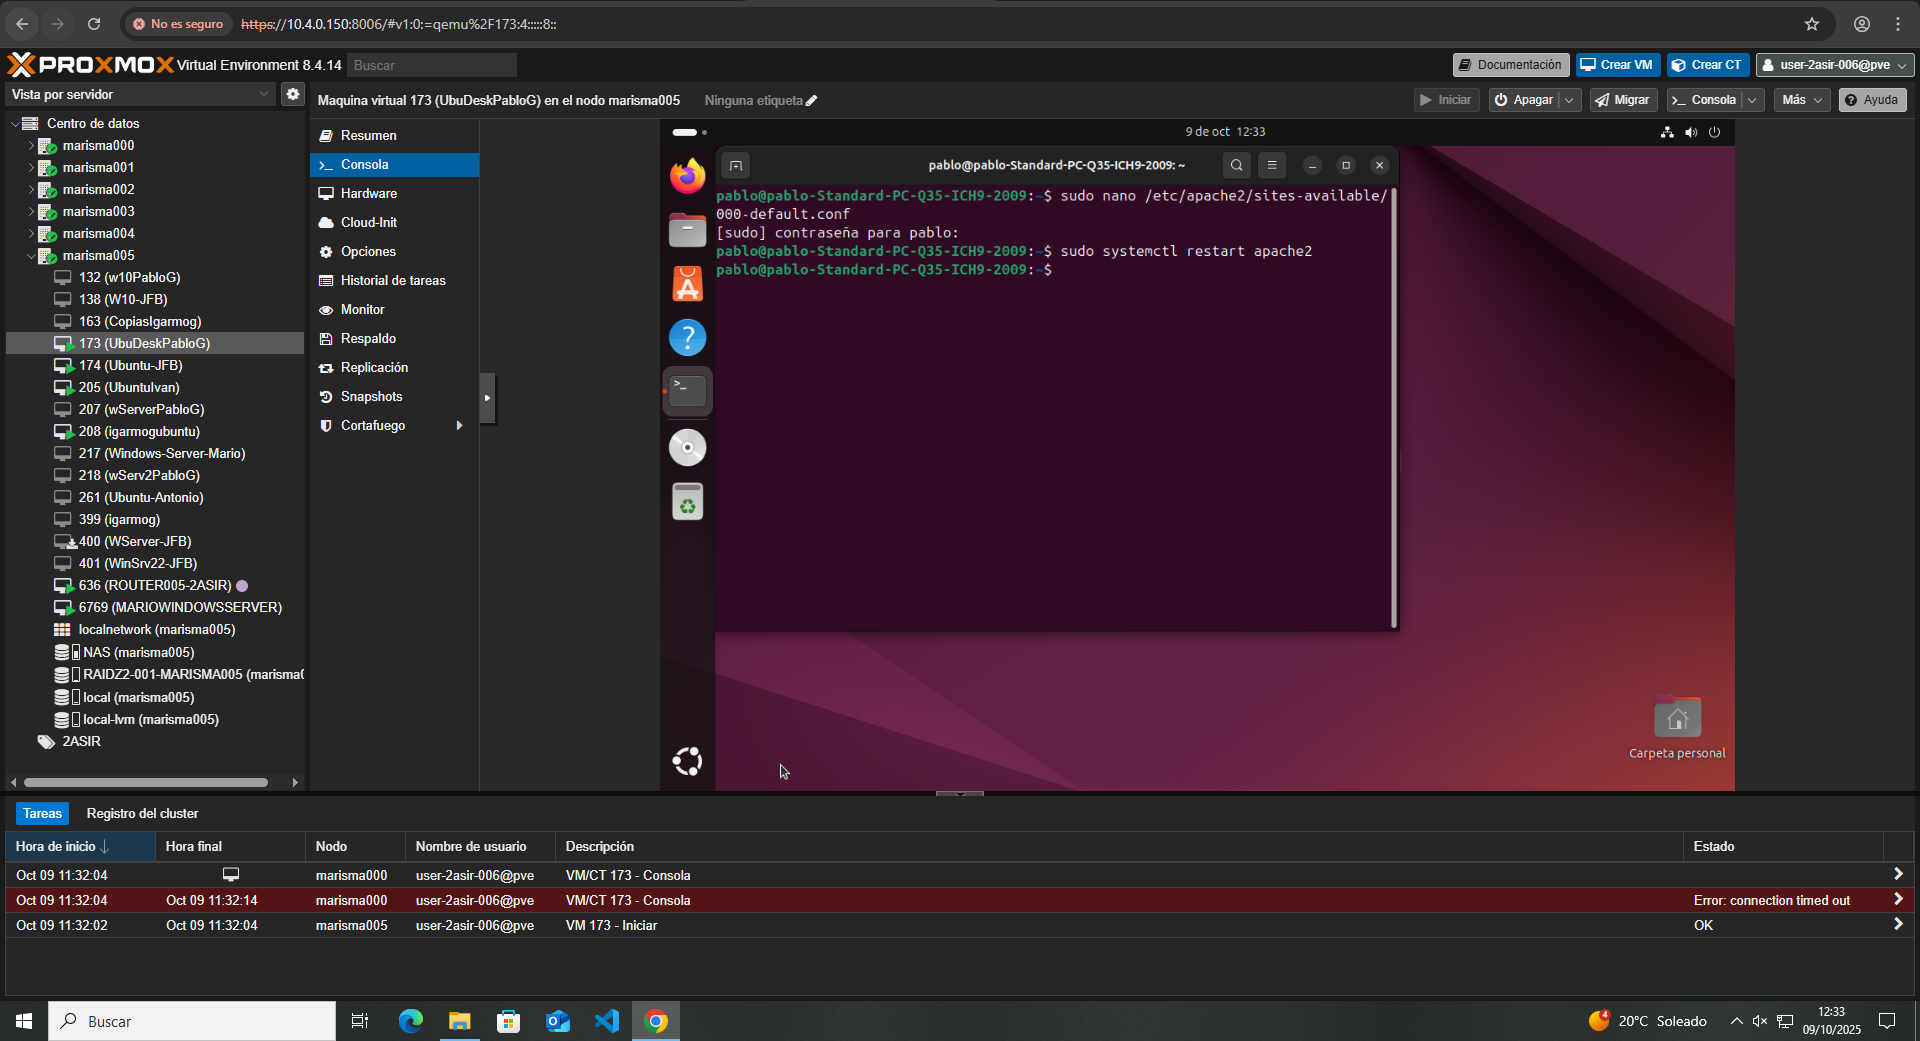 No es seguro
https://10.4.0.150:8006/#v1:0:=qemu%2F173:4:::::8::
PROXMOX Virtual Environment 8.4.14
Buscar
Documentación
Crear VM
Crear CT
user-2asir-006@pve
Vista por servidor
Maquina virtual 173 (UbuDeskPabloG) en el nodo marisma005
Ninguna etiqueta
Iniciar
Apagar
Migrar
Consola
Más
Ayuda
Centro de datos
marisma000
marisma001
marisma002
marisma003
marisma004
marisma005
132 (w10PabloG)
138 (W10-JFB)
163 (CopiasIgarmog)
173 (UbuDeskPabloG)
174 (Ubuntu-JFB)
205 (UbuntuIvan)
207 (wServerPabloG)
208 (igarmogubuntu)
217 (Windows-Server-Mario)
218 (wServ2PabloG)
261 (Ubuntu-Antonio)
399 (igarmog)
400 (WServer-JFB)
401 (WinSrv22-JFB)
636 (ROUTER005-2ASIR)
6769 (MARIOWINDOWSSERVER)
localnetwork (marisma005)
NAS (marisma005)
RAIDZ2-001-MARISMA005 (marisma0
local (marisma005)
local-lvm (marisma005)
2ASIR
Resumen
Consola
Hardware
Cloud-Init
Opciones
Historial de tareas
Monitor
Respaldo
Replicación
Snapshots
Cortafuego
9 de oct 12:33
pablo@pablo-Standard-PC-Q35-ICH9-2009: ~
pablo@pablo-Standard-PC-Q35-ICH9-2009:~$ sudo nano /etc/apache2/sites-available/
000-default.conf
[sudo] contraseña para pablo:
pablo@pablo-Standard-PC-Q35-ICH9-2009:~$ sudo systemctl restart apache2
pablo@pablo-Standard-PC-Q35-ICH9-2009:~$
Carpeta personal
Tareas
Registro del cluster
Hora de inicio
Hora final
Nodo
Nombre de usuario
Descripción
Estado
Oct 09 11:32:04 marisma000 user-2asir-006@pve VM/CT 173 - Consola
Oct 09 11:32:04 Oct 09 11:32:14 marisma000 user-2asir-006@pve VM/CT 173 - Consola Error: connection timed out
Oct 09 11:32:02 Oct 09 11:32:04 marisma005 user-2asir-006@pve VM 173 - Iniciar OK
Buscar
4
20°C Soleado
12:33
09/10/2025